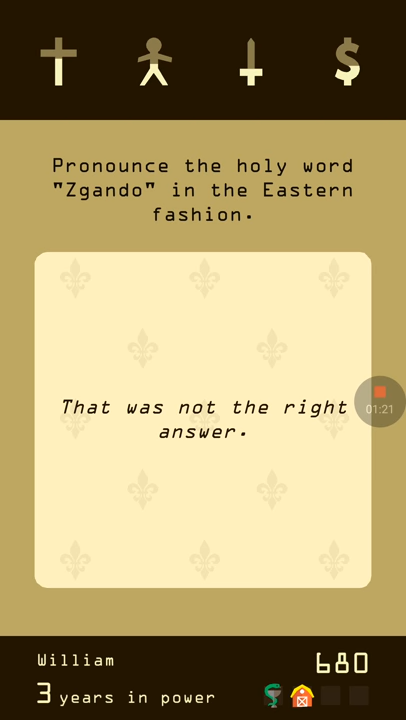 Pronounce the holy word
"Zgando" in the Eastern
fashion.
That was not the right
answer.
01:21
William
680
3 years in power